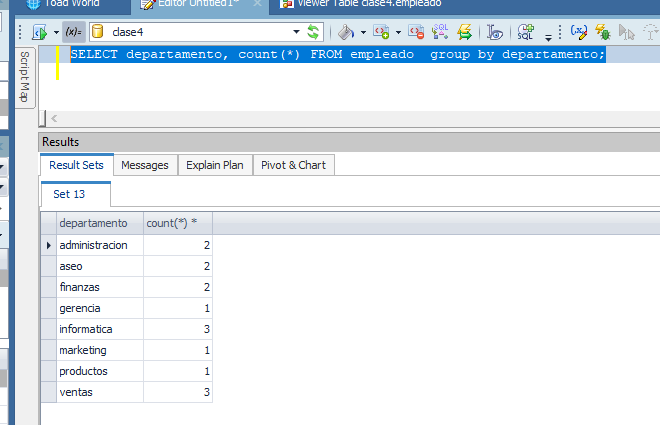 Toad World
Editor Untitled1*
Viewer Table clase4.empleado
(x)=
clase4
SQL
Script Map
SELECT departamento, count(*) FROM empleado  group by departamento;
Results
Result Sets
Messages
Explain Plan
Pivot & Chart
Set 13
departamento count(*) *
administracion 2
aseo 2
finanzas 2
gerencia 1
informatica 3
marketing 1
productos 1
ventas 3